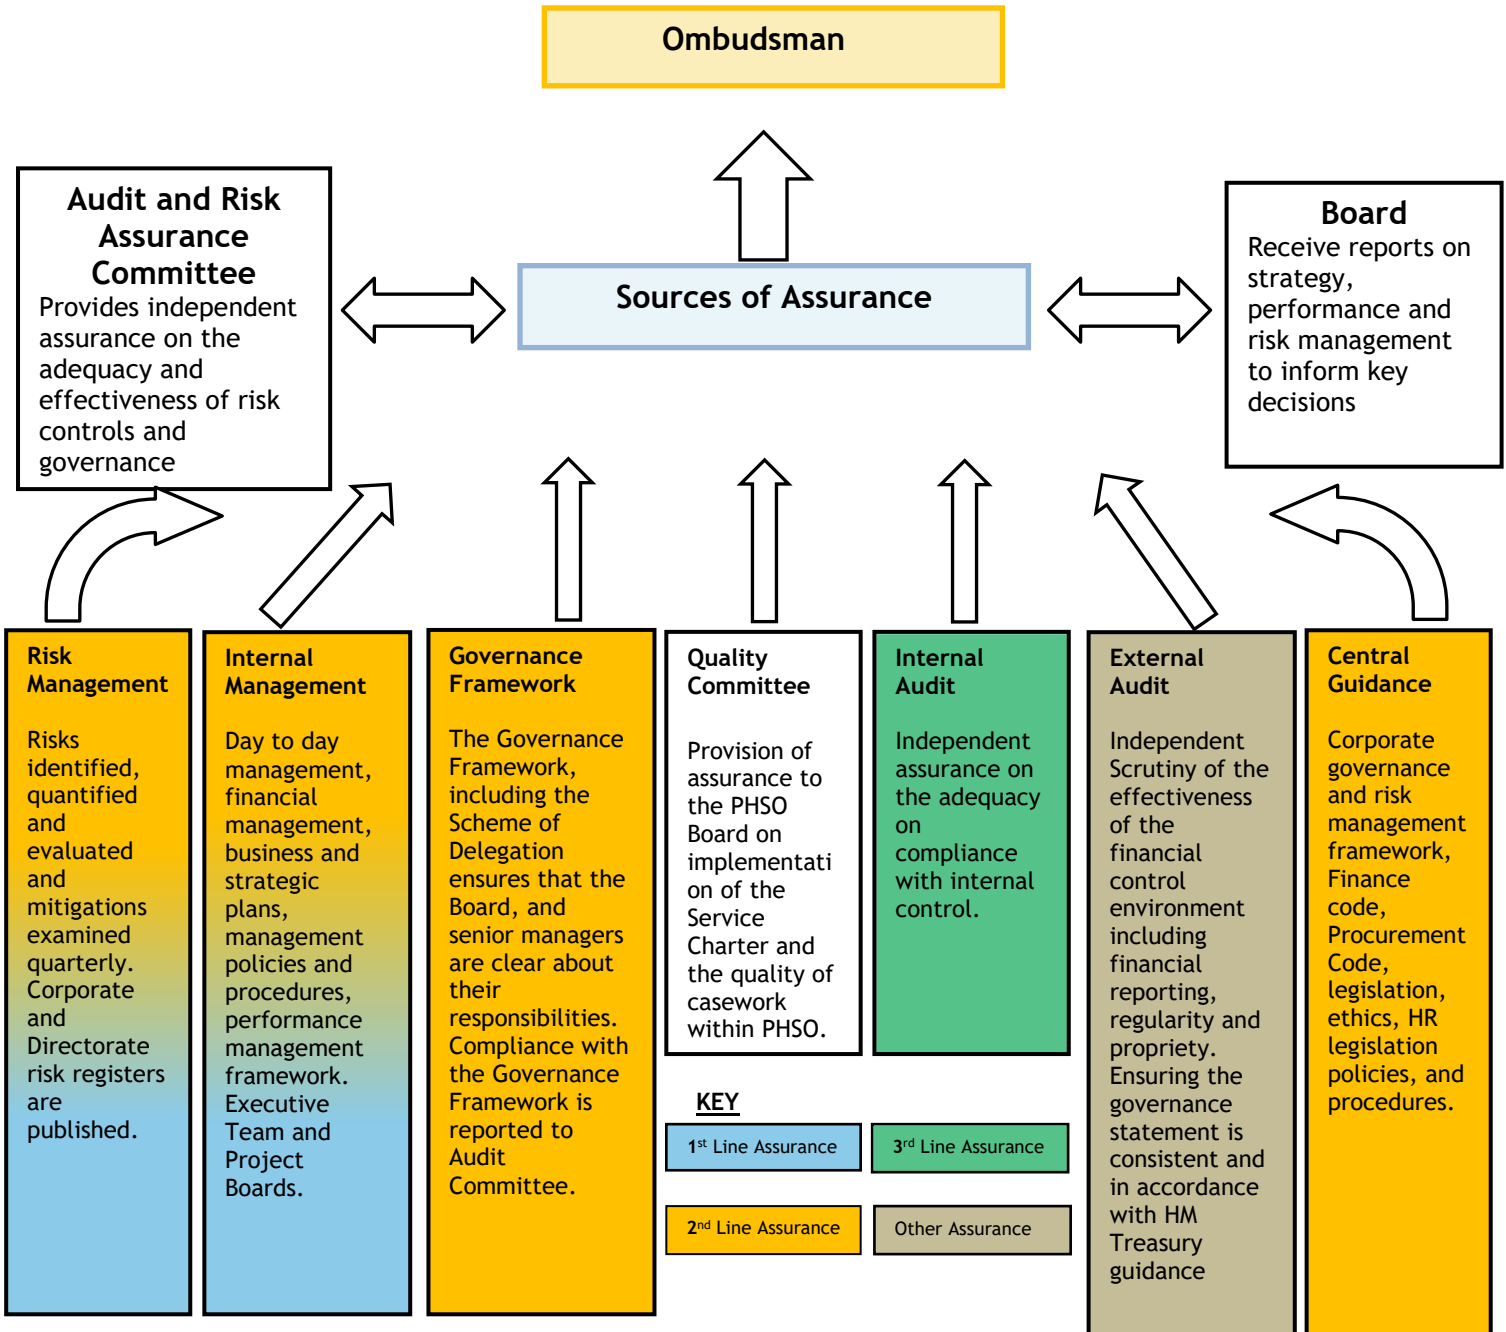 Ombudsman
Audit and Risk
Assurance
Committee
Provides independent
assurance on the
adequacy and
effectiveness of risk
controls and
governance
Sources of Assurance
Board
Receive reports on
strategy,
performance and
risk management
to inform key
decisions
Risk
Management
Risks
identified,
quantified
and
evaluated
and
mitigations
examined
quarterly.
Corporate
and
Directorate
risk registers
are
published.
Internal
Management
Day to day
management,
financial
management,
business and
strategic
plans,
management
policies and
procedures,
performance
management
framework.
Executive
Team and
Project
Boards.
Governance
Framework
The Governance
Framework,
including the
Scheme of
Delegation
ensures that the
Board, and
senior managers
are clear about
their
responsibilities.
Compliance with
the Governance
Framework is
reported to
Audit
Committee.
Quality
Committee
Provision of
assurance to
the PHSO
Board on
implementati
on of the
Service
Charter and
the quality of
casework
within PHSO.
Internal
Audit
Independent
assurance on
the adequacy
on
compliance
with internal
control.
External
Audit
Independent
Scrutiny of the
effectiveness
of the
financial
control
environment
including
financial
reporting,
regularity and
propriety.
Ensuring the
governance
statement is
consistent and
in accordance
with HM
Treasury
guidance
Central
Guidance
Corporate
governance
and risk
management
framework,
Finance
code,
Procurement
Code,
legislation,
ethics, HR
legislation
policies, and
procedures.
KEY
1st Line Assurance
3rd Line Assurance
2nd Line Assurance
Other Assurance